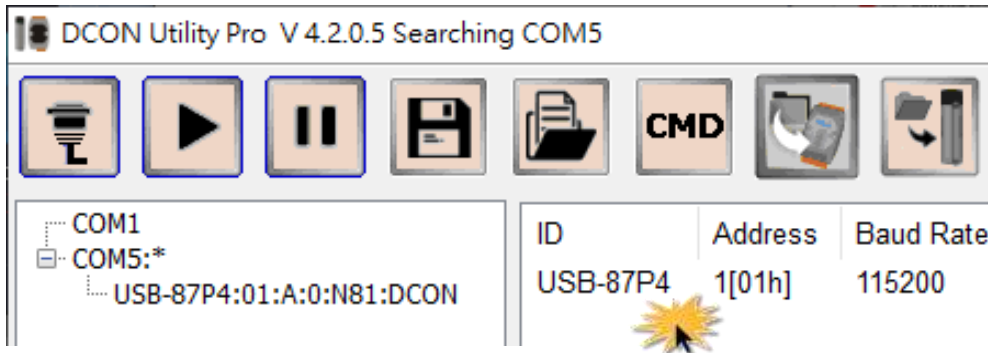 DCON Utility Pro V 4.2.0.5 Searching COM5
CMD
COM1
COM5:*
USB-87P4:01:A:0:N81:DCON
ID Address Baud Rate
USB-87P4 1[01h] 115200